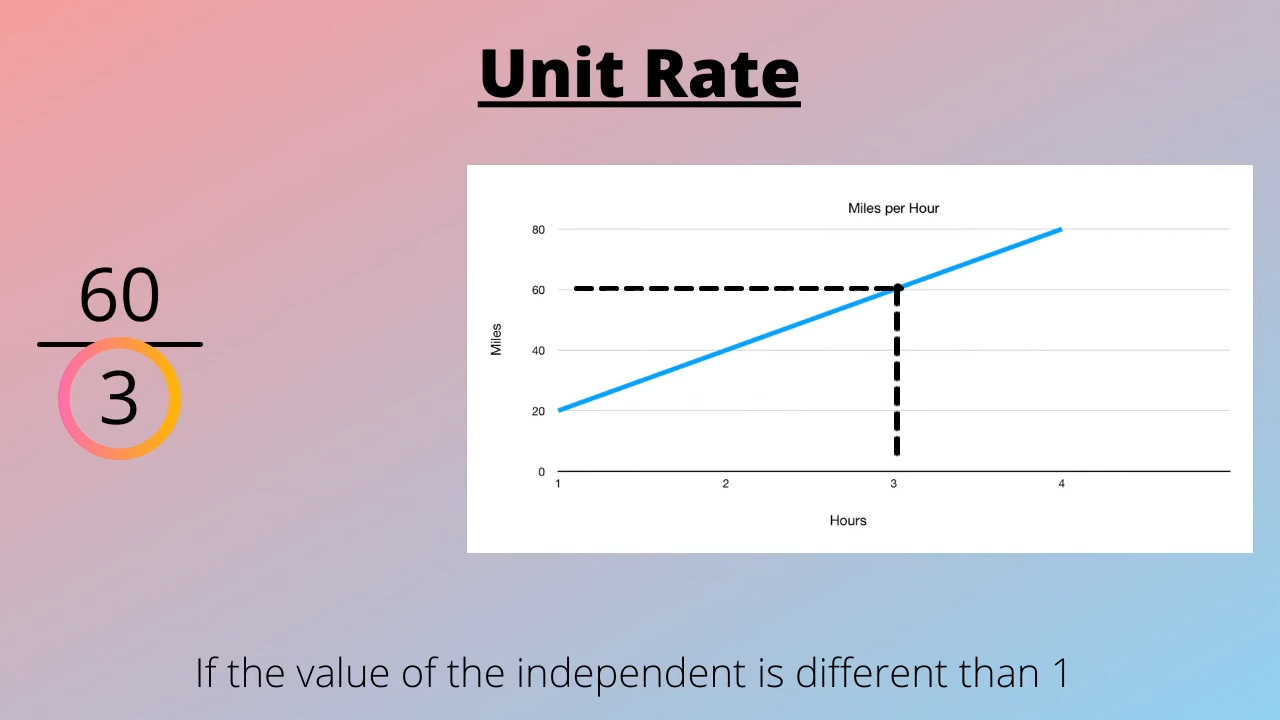 Unit Rate
60
3
Miles per Hour
80
60
40
20
0
Miles
1 2 3 4
Hours
If the value of the independent is different than 1